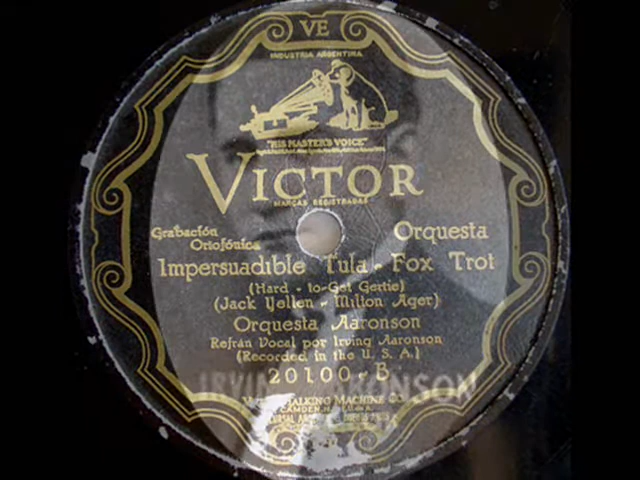 VE
INDUSTRIA ARGENTINA
"HIS MASTER'S VOICE"
VICTOR
MARCAS REGISTRADAS
Grabación Orquesta
Ortofónica
Impersuadible Tula - Fox Trot
(Hard - to-Get Gertie)
(Jack Yellen - Milton Ager)
Orquesta Aaronson
Refrán Vocal por Irving Aaronson
(Recorded in the U. S. A.)
20100-B
IRVING AARONSON
TALKING MACHINE CO.
CAMDEN, N.J.